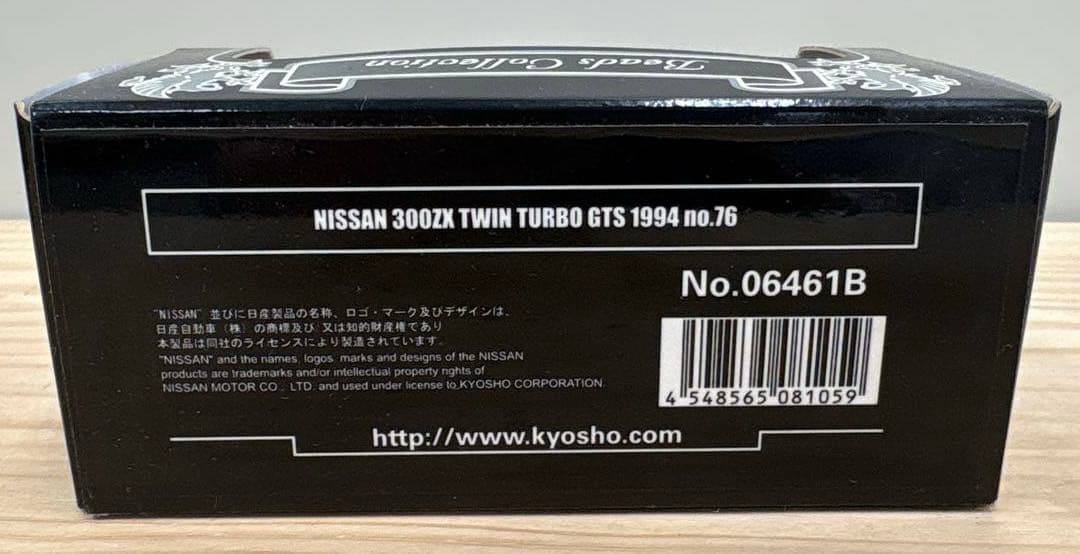 Beads Collection
NISSAN 300ZX TWIN TURBO GTS 1994 no.76
No.06461B
"NISSAN" 並びに日産製品の名称、ロゴ・マーク及びデザインは、
日産自動車（株）の商標及び又は知的財産権であり
本製品は同社のライセンスにより製造されています。
"NISSAN" and the names, logos, marks and designs of the NISSAN
products are trademarks and/or intellectual property rights of
NISSAN MOTOR CO., LTD. and used under license to KYOSHO CORPORATION.
4 548565 081059
http://www.kyosho.com